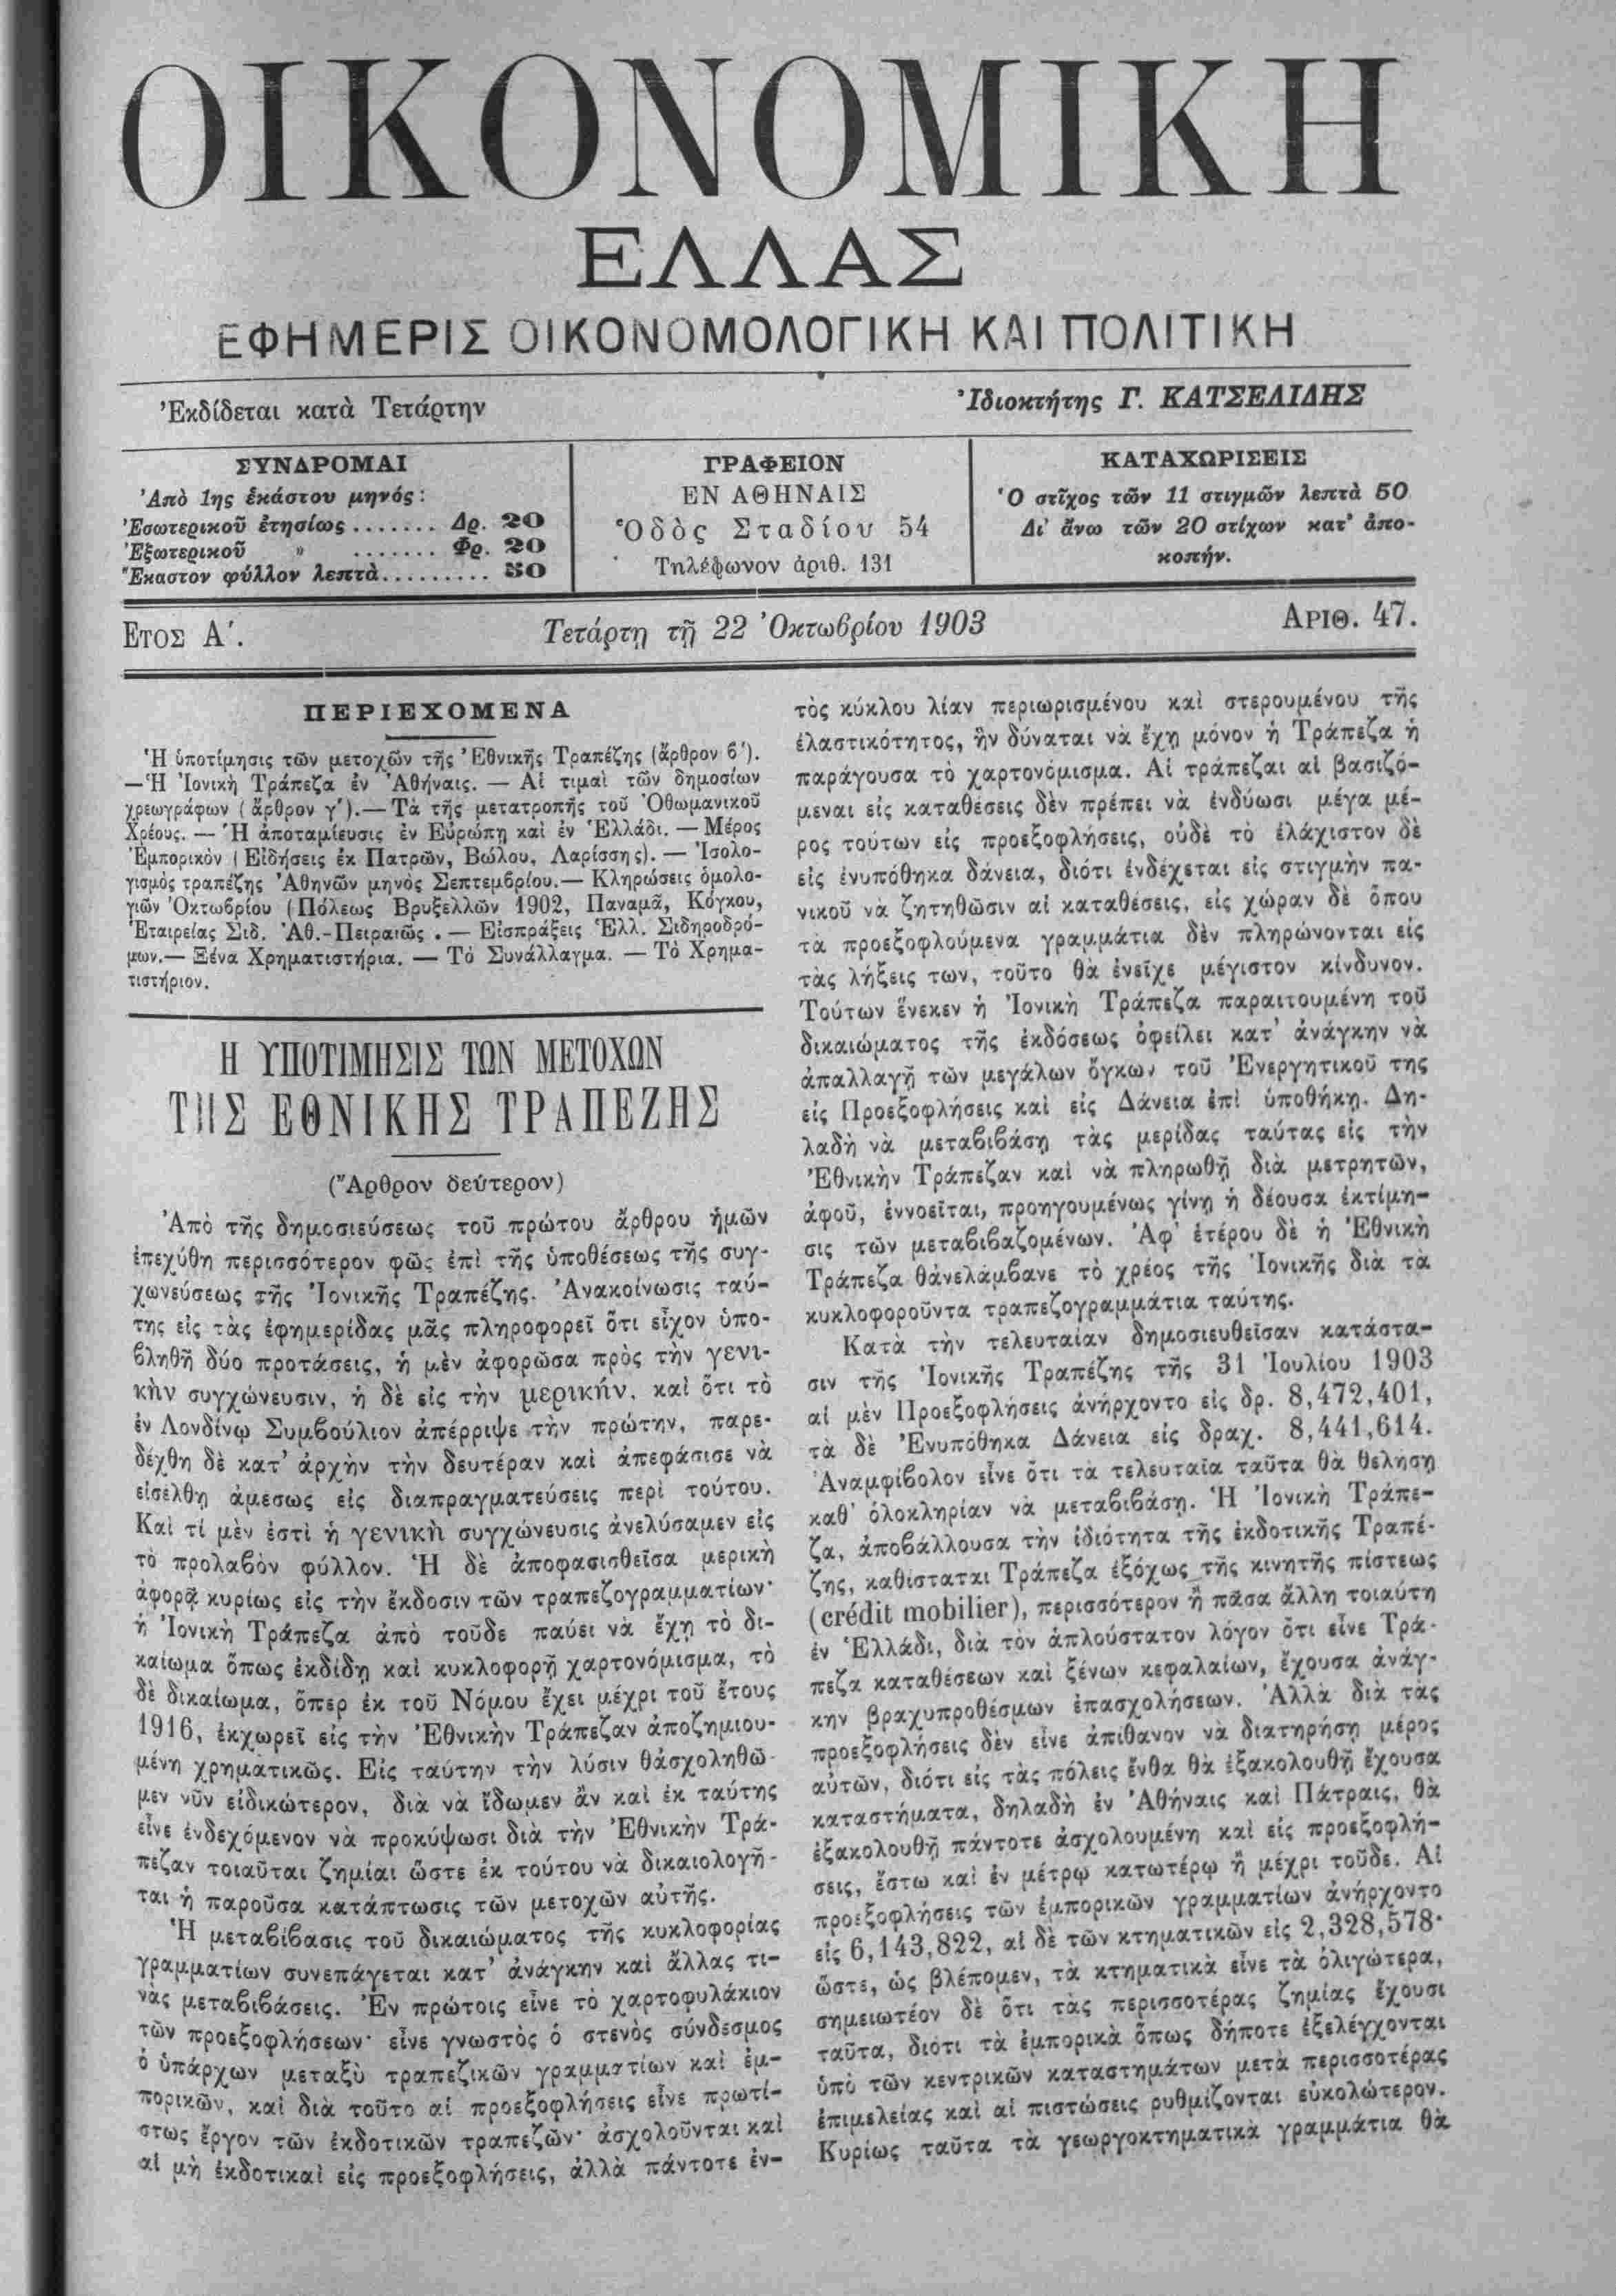 ΟΙΚΟΝΟΜΙΚΗ
ΕΛΛΑΣ
ΕΦΗΜΕΡΙΣ ΟΙΚΟΝΟΜΟΛΟΓΙΚΗ ΚΑΙ ΠΟΛΙΤΙΚΗ
Ἐκδίδεται κατὰ Τετάρτην
Ἰδιοκτήτης Γ. ΚΑΤΣΕΛΙΔΗΣ
ΣΥΝΔΡΟΜΑΙ
Ἀπὸ 1ης ἑκάστου μηνός:
Ἐσωτερικοῦ ἐτησίως ....... Δρ. 20
Ἐξωτερικοῦ » ....... Φρ. 20
Ἕκαστον φύλλον λεπτὰ......... 50
ΓΡΑΦΕΙΟΝ
ΕΝ ΑΘΗΝΑΙΣ
Ὁδὸς Σταδίου 54
Τηλέφωνον ἀριθ. 131
ΚΑΤΑΧΩΡΙΣΕΙΣ
Ὁ στῖχος τῶν 11 στιγμῶν λεπτὰ 50
Δι' ἄνω τῶν 20 στίχων κατ' ἀπο-
κοπήν.
ΕΤΟΣ Α΄.
Τετάρτῃ τῇ 22 Ὀκτωβρίου 1903
ΑΡΙΘ. 47.
ΠΕΡΙΕΧΟΜΕΝΑ
Ἡ ὑποτίμησις τῶν μετοχῶν τῆς Ἐθνικῆς Τραπέζης (ἄρθρον β΄).
—Ἡ Ἰονικὴ Τράπεζα ἐν Ἀθήναις. — Αἱ τιμαὶ τῶν δημοσίων
χρεωγράφων (ἄρθρον γ΄).— Τὰ τῆς μετατροπῆς τοῦ Ὀθωμανικοῦ
Χρέους. — Ἡ ἀποταμίευσις ἐν Εὐρώπῃ καὶ ἐν Ἑλλάδι. — Μέρος
Ἐμπορικὸν (Εἰδήσεις ἐκ Πατρῶν, Βώλου, Λαρίσσης). — Ἰσολο-
γισμὸς τραπέζης Ἀθηνῶν μηνὸς Σεπτεμβρίου.— Κληρώσεις ὁμολο-
γιῶν Ὀκτωβρίου (Πόλεως Βρυξελλῶν 1902, Παναμᾶ, Κόγκου,
Ἑταιρείας Σιδ. Ἀθ.-Πειραιῶς . — Εἰσπράξεις Ἑλλ. Σιδηροδρό-
μων.— Ξένα Χρηματιστήρια. — Τὸ Συνάλλαγμα. — Τὸ Χρημα-
τιστήριον.
Η ΥΠΟΤΙΜΗΣΙΣ ΤΩΝ ΜΕΤΟΧΩΝ
ΤΗΣ ΕΘΝΙΚΗΣ ΤΡΑΠΕΖΗΣ
(Ἄρθρον δεύτερον)
Ἀπὸ τῆς δημοσιεύσεως τοῦ πρώτου ἄρθρου ἡμῶν
ἐπεχύθη περισσότερον φῶς ἐπὶ τῆς ὑποθέσεως τῆς συγ-
χωνεύσεως τῆς Ἰονικῆς Τραπέζης. Ἀνακοίνωσις ταύ-
της εἰς τὰς ἐφημερίδας μᾶς πληροφορεῖ ὅτι εἶχον ὑπο-
βληθῆ δύο προτάσεις, ἡ μὲν ἀφορῶσα πρὸς τὴν γενι-
κὴν συγχώνευσιν, ἡ δὲ εἰς τὴν μερικήν, καὶ ὅτι τὸ
ἐν Λονδίνῳ Συμβούλιον ἀπέρριψε τὴν πρώτην, παρε-
δέχθη δὲ κατ' ἀρχὴν τὴν δευτέραν καὶ ἀπεφάσισε νὰ
εἰσέλθῃ ἀμέσως εἰς διαπραγματεύσεις περὶ τούτου.
Καὶ τί μὲν ἐστὶ ἡ γενικὴ συγχώνευσις ἀνελύσαμεν εἰς
τὸ προλαβὸν φύλλον. Ἡ δὲ ἀποφασισθεῖσα μερικὴ
ἀφορᾷ κυρίως εἰς τὴν ἔκδοσιν τῶν τραπεζογραμματίων·
ἡ Ἰονικὴ Τράπεζα ἀπὸ τοῦδε παύει νὰ ἔχῃ τὸ δι-
καίωμα ὅπως ἐκδίδῃ καὶ κυκλοφορῇ χαρτονόμισμα, τὸ
δὲ δικαίωμα, ὅπερ ἐκ τοῦ Νόμου ἔχει μέχρι τοῦ ἔτους
1916, ἐκχωρεῖ εἰς τὴν Ἐθνικὴν Τράπεζαν ἀποζημιου-
μένη χρηματικῶς. Εἰς ταύτην τὴν λύσιν θἀσχοληθῶ-
μεν νῦν εἰδικώτερον, διὰ νὰ ἴδωμεν ἂν καὶ ἐκ ταύτης
εἶνε ἐνδεχόμενον νὰ προκύψωσι διὰ τὴν Ἐθνικὴν Τρά-
πεζαν τοιαῦται ζημίαι ὥστε ἐκ τούτου νὰ δικαιολογῆ-
ται ἡ παροῦσα κατάπτωσις τῶν μετοχῶν αὐτῆς.
Ἡ μεταβίβασις τοῦ δικαιώματος τῆς κυκλοφορίας
γραμματίων συνεπάγεται κατ' ἀνάγκην καὶ ἄλλας τι-
νὰς μεταβιβάσεις. Ἐν πρώτοις εἶνε τὸ χαρτοφυλάκιον
τῶν προεξοφλήσεων· εἶνε γνωστὸς ὁ στενὸς σύνδεσμος
ὁ ὑπάρχων μεταξὺ τραπεζικῶν γραμματίων καὶ ἐμ-
πορικῶν, καὶ διὰ τοῦτο αἱ προεξοφλήσεις εἶνε πρωτί-
στως ἔργον τῶν ἐκδοτικῶν τραπεζῶν· ἀσχολοῦνται καὶ
αἱ μὴ ἐκδοτικαὶ εἰς προεξοφλήσεις, ἀλλὰ πάντοτε ἐν-
τὸς κύκλου λίαν περιωρισμένου καὶ στερουμένου τῆς
ἐλαστικότητος, ἣν δύναται νὰ ἔχῃ μόνον ἡ Τράπεζα ἡ
παράγουσα τὸ χαρτονόμισμα. Αἱ τράπεζαι αἱ βασιζό-
μεναι εἰς καταθέσεις δὲν πρέπει νὰ ἐνδύωσι μέγα μέ-
ρος τούτων εἰς προεξοφλήσεις, οὐδὲ τὸ ἐλάχιστον δὲ
εἰς ἐνυπόθηκα δάνεια, διότι ἐνδέχεται εἰς στιγμὴν πα-
νικοῦ νὰ ζητηθῶσιν αἱ καταθέσεις, εἰς χώραν δὲ ὅπου
τὰ προεξοφλούμενα γραμμάτια δὲν πληρώνονται εἰς
τὰς λήξεις των, τοῦτο θὰ ἐνεῖχε μέγιστον κίνδυνον.
Τούτων ἕνεκεν ἡ Ἰονικὴ Τράπεζα παραιτουμένη τοῦ
δικαιώματος τῆς ἐκδόσεως ὀφείλει κατ' ἀνάγκην νὰ
ἀπαλλαγῇ τῶν μεγάλων ὄγκων τοῦ Ἐνεργητικοῦ της
εἰς Προεξοφλήσεις καὶ εἰς Δάνεια ἐπὶ ὑποθήκῃ. Δη-
λαδὴ νὰ μεταβιβάσῃ τὰς μερίδας ταύτας εἰς τὴν
Ἐθνικὴν Τράπεζαν καὶ νὰ πληρωθῇ διὰ μετρητῶν,
ἀφοῦ, ἐννοεῖται, προηγουμένως γίνῃ ἡ δέουσα ἐκτίμη-
σις τῶν μεταβιβαζομένων. Ἀφ' ἑτέρου δὲ ἡ Ἐθνικὴ
Τράπεζα θἀνελάμβανε τὸ χρέος τῆς Ἰονικῆς διὰ τὰ
κυκλοφοροῦντα τραπεζογραμμάτια ταύτης.
Κατὰ τὴν τελευταίαν δημοσιευθεῖσαν κατάστα-
σιν τῆς Ἰονικῆς Τραπέζης τῆς 31 Ἰουλίου 1903
αἱ μὲν Προεξοφλήσεις ἀνήρχοντο εἰς δρ. 8,472,401,
τὰ δὲ Ἐνυπόθηκα Δάνεια εἰς δραχ. 8,441,614.
Ἀναμφίβολον εἶνε ὅτι τὰ τελευταῖα ταῦτα θὰ θελήσῃ
καθ' ὁλοκληρίαν νὰ μεταβιβάσῃ. Ἡ Ἰονικὴ Τράπε-
ζα, ἀποβάλλουσα τὴν ἰδιότητα τῆς ἐκδοτικῆς Τραπέ-
ζης, καθίσταται Τράπεζα ἐξόχως τῆς κινητῆς πίστεως
(crédit mobilier), περισσότερον ἢ πᾶσα ἄλλη τοιαύτη
ἐν Ἑλλάδι, διὰ τὸν ἁπλούστατον λόγον ὅτι εἶνε Τρά-
πεζα καταθέσεων καὶ ξένων κεφαλαίων, ἔχουσα ἀνάγ-
κην βραχυπροθέσμων ἐπασχολήσεων. Ἀλλὰ διὰ τὰς
προεξοφλήσεις δὲν εἶνε ἀπίθανον νὰ διατηρήσῃ μέρος
αὐτῶν, διότι εἰς τὰς πόλεις ἔνθα θὰ ἐξακολουθῇ ἔχουσα
καταστήματα, δηλαδὴ ἐν Ἀθήναις καὶ Πάτραις, θὰ
ἐξακολουθῇ πάντοτε ἀσχολουμένη καὶ εἰς προεξοφλή-
σεις, ἔστω καὶ ἐν μέτρῳ κατωτέρῳ ἢ μέχρι τοῦδε. Αἱ
προεξοφλήσεις τῶν ἐμπορικῶν γραμματίων ἀνήρχοντο
εἰς 6,143,822, αἱ δὲ τῶν κτηματικῶν εἰς 2,328,578·
ὥστε, ὡς βλέπομεν, τὰ κτηματικὰ εἶνε τὰ ὀλιγώτερα,
σημειωτέον δὲ ὅτι τὰς περισσοτέρας ζημίας ἔχουσι
ταῦτα, διότι τὰ ἐμπορικὰ ὅπως δήποτε ἐξελέγχονται
ὑπὸ τῶν κεντρικῶν καταστημάτων μετὰ περισσοτέρας
ἐπιμελείας καὶ αἱ πιστώσεις ρυθμίζονται εὐκολώτερον.
Κυρίως ταῦτα τὰ γεωργοκτηματικὰ γραμμάτια θὰ